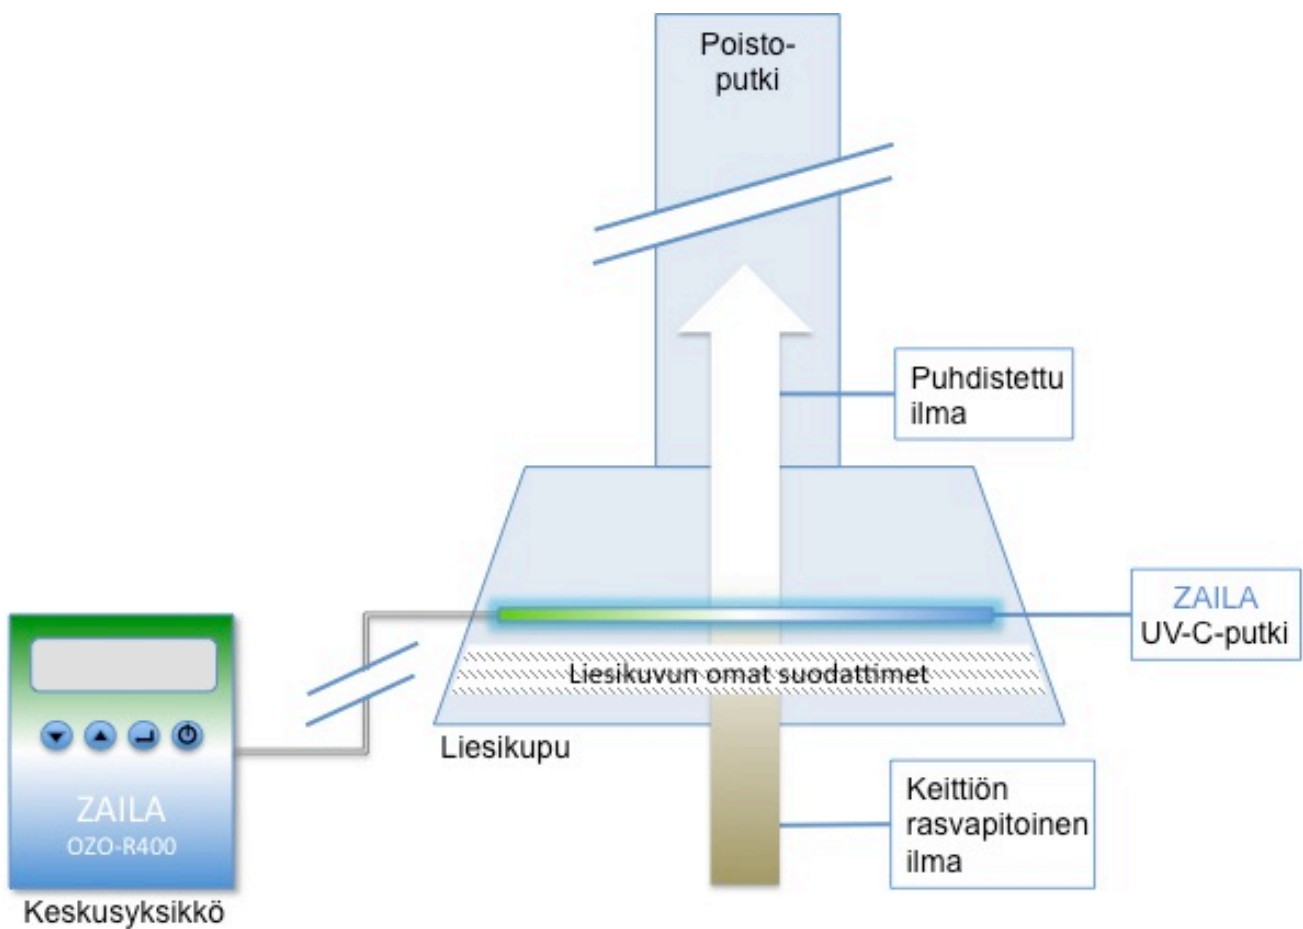 Poisto-
putki
Puhdistettu
ilma
ZAILA
UV-C-putki
Liesikuvun omat suodattimet
Liesikupu
Keittiön
rasvapitoinen
ilma
ZAILA
OZO-R400
Keskusyksikkö